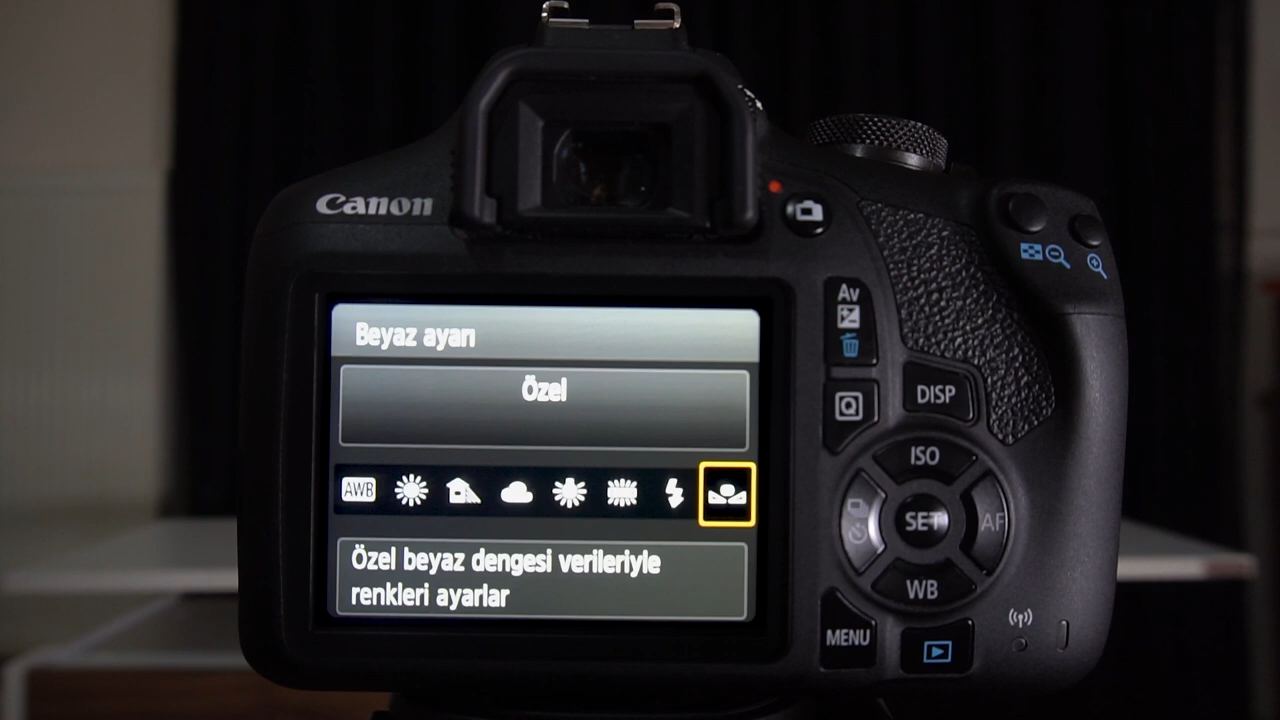 Canon
Beyaz ayarı
Özel
AWB
Özel beyaz dengesi verileriyle
renkleri ayarlar
Av
Q
DISP
ISO
SET
AF
WB
MENU